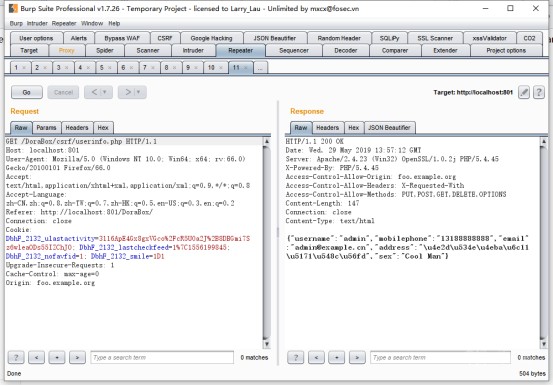 Burp Suite Professional v1.7.26 - Temporary Project - licensed to Larry_Lau - Unlimited by mxcx@fosec.vn
Burp Intruder Repeater Window Help
User options Alerts Bypass WAF CSRF Google Hacking JSON Beautifier Random Header SQLiPy SSL Scanner xssValidator CO2
Target Proxy Spider Scanner Intruder Repeater Sequencer Decoder Comparer Extender Project options
1 × 2 × 3 × 4 × 5 × 6 × 7 × 8 × 9 × 10 × 11 × ...
Go Cancel < | ▼ > | ▼ Target: http://localhost:801 ?
Request
Raw Params Headers Hex
GET /DoraBox/csrf/userinfo.php HTTP/1.1
Host: localhost:801
User-Agent: Mozilla/5.0 (Windows NT 10.0; Win64; x64; rv:66.0)
Gecko/20100101 Firefox/66.0
Accept:
text/html,application/xhtml+xml,application/xml;q=0.9,*/*;q=0.8
Accept-Language:
zh-CN,zh;q=0.8,zh-TW;q=0.7,zh-HK;q=0.5,en-US;q=0.3,en;q=0.2
Referer: http://localhost:801/DoraBox/
Connection: close
Cookie:
DbhF_2132_lastcheckfeed=1%7C1556199845;
DbhF_2132_nofavfid=1; DbhF_2132_smile=1D1
Upgrade-Insecure-Requests: 1
Cache-Control: max-age=0
Origin: foo.example.org
? < + > Type a search term 0 matches
Done
Response
Raw Headers Hex JSON Beautifier
HTTP/1.1 200 OK
Date: Wed, 29 May 2019 13:57:12 GMT
Server: Apache/2.4.23 (Win32) OpenSSL/1.0.2j PHP/5.4.45
X-Powered-By: PHP/5.4.45
Access-Control-Allow-Origin: foo.example.org
Access-Control-Allow-Headers: X-Requested-With
Access-Control-Allow-Methods: PUT,POST,GET,DELETE,OPTIONS
Content-Length: 147
Connection: close
Content-Type: text/html
{"username":"admin","mobilephone":"13188888888","email"
:"admin@example.cn","address":"\u4e2d\u534e\u4eba\u6c11
\u5171\u548c\u56fd","sex":"Cool Man"}
? < + > Type a search term 0 matches
504 bytes